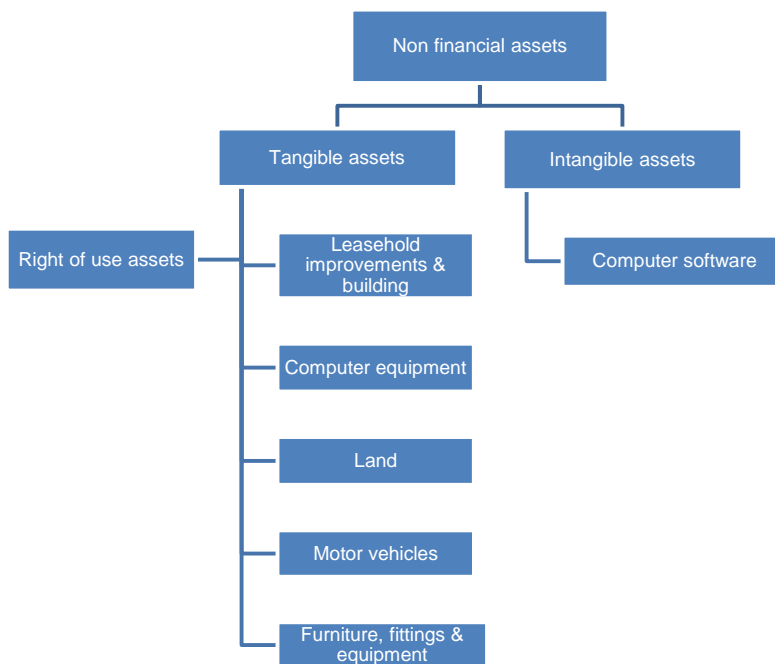 Non financial assets
Tangible assets
Intangible assets
Right of use assets
Leasehold
improvements &
building
Computer software
Computer equipment
Land
Motor vehicles
Furniture, fittings &
equipment